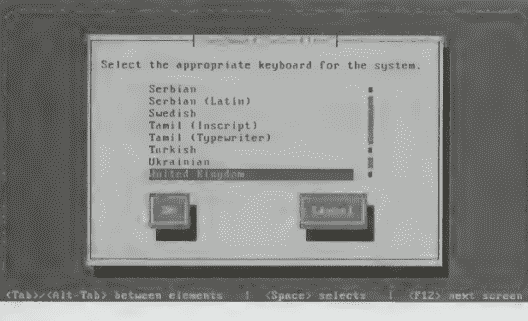 Select the appropriate keyboard for the system.
Serbian
Serbian (Latin)
Swedish
Tamil (Inscript)
Tamil (Typewriter)
Turkish
Ukrainian
United Kingdom
<Tab>/<Alt-Tab> between elements | <Space> selects | <F12> next screen